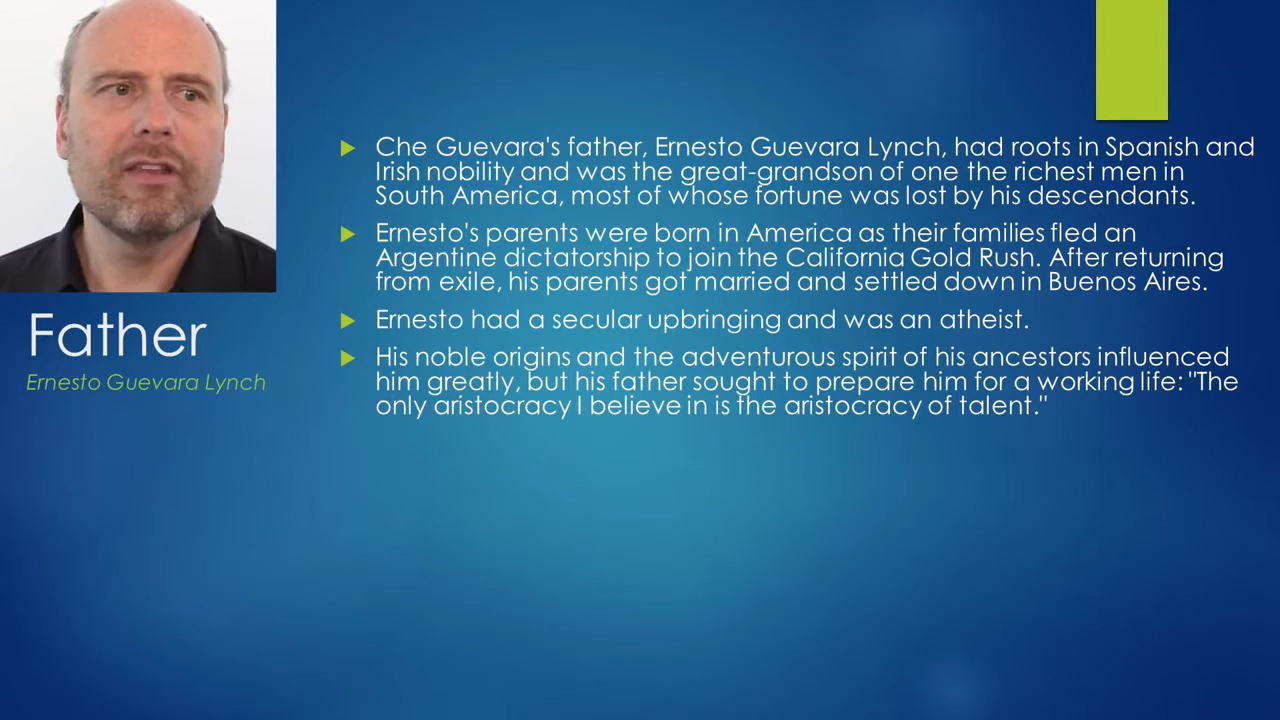 Father
Ernesto Guevara Lynch
Che Guevara's father, Ernesto Guevara Lynch, had roots in Spanish and
Irish nobility and was the great-grandson of one the richest men in
South America, most of whose fortune was lost by his descendants.
Ernesto's parents were born in America as their families fled an
Argentine dictatorship to join the California Gold Rush. After returning
from exile, his parents got married and settled down in Buenos Aires.
Ernesto had a secular upbringing and was an atheist.
His noble origins and the adventurous spirit of his ancestors influenced
him greatly, but his father sought to prepare him for a working life: "The
only aristocracy I believe in is the aristocracy of talent."